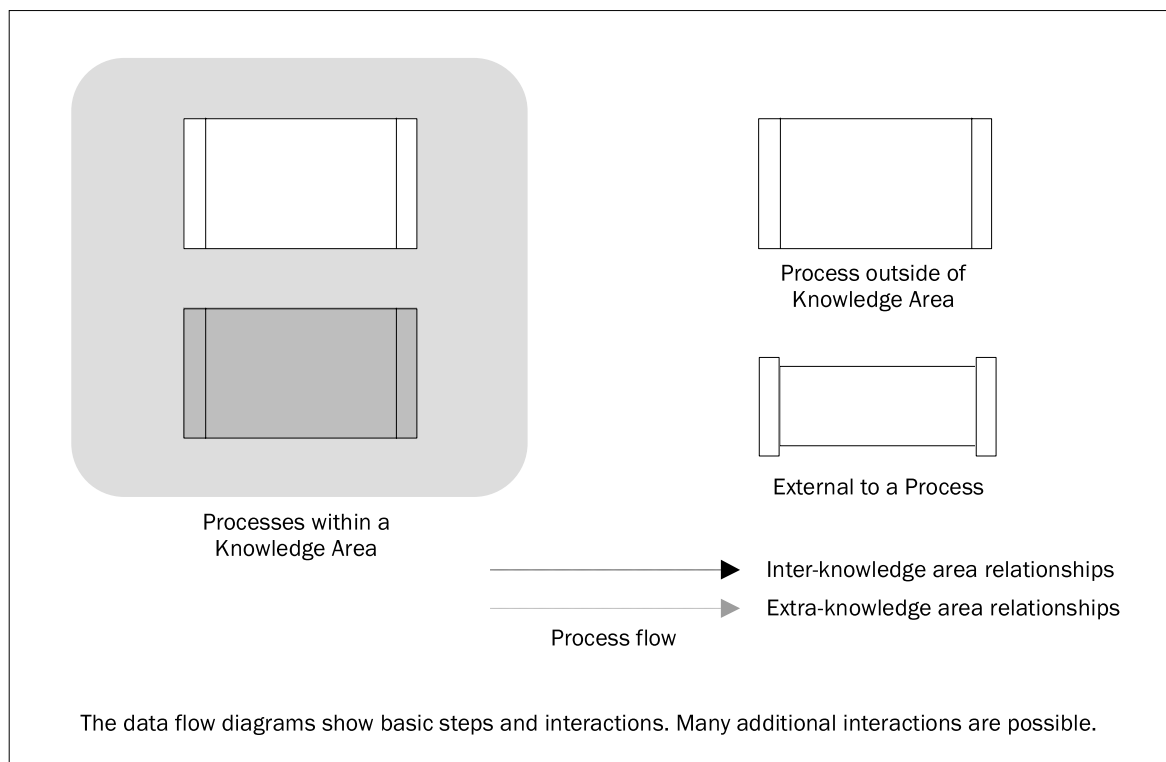 Process outside of
Knowledge Area
External to a Process
Processes within a
Knowledge Area
Inter-knowledge area relationships
Extra-knowledge area relationships
Process flow
The data flow diagrams show basic steps and interactions. Many additional interactions are possible.